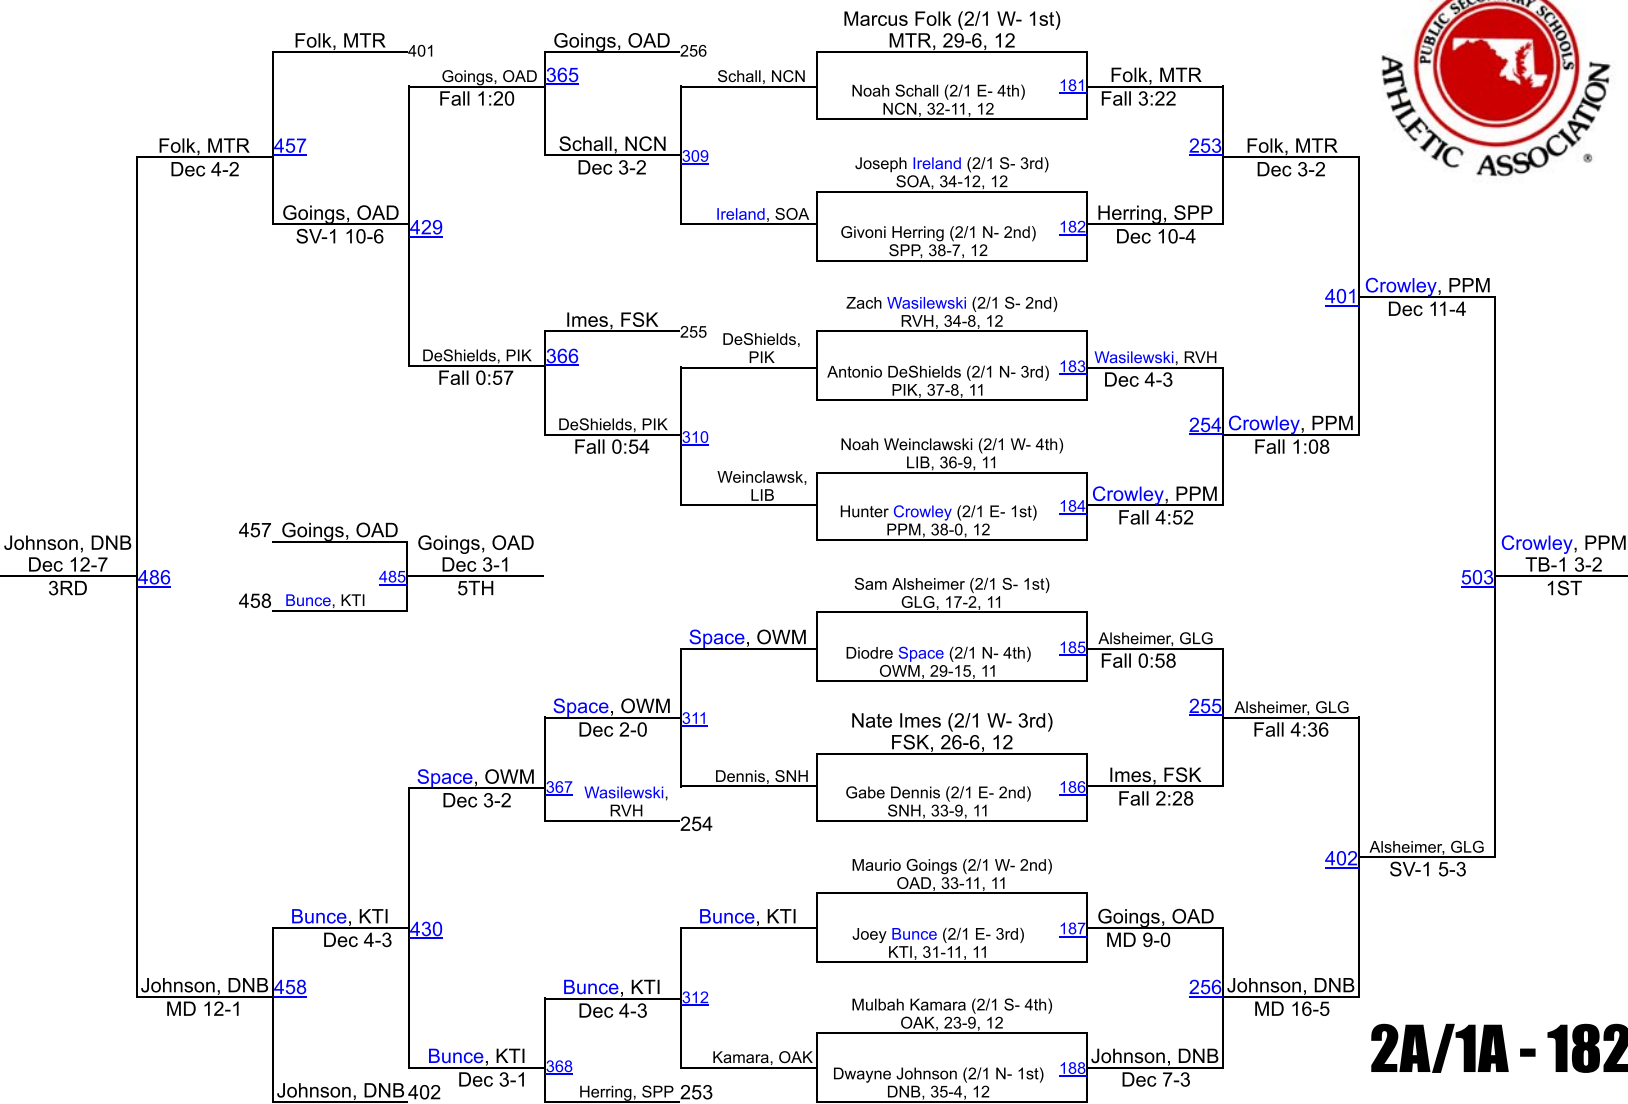 Marcus Folk (2/1 W- 1st)
MTR, 29-6, 12
PUBLIC SECONDARY SCHOOLS
ATHLETIC ASSOCIATION
®
Folk, MTR
401
Goings, OAD
256
Goings, OAD
365
Fall 1:20
Schall, NCN
Noah Schall (2/1 E- 4th)
NCN, 32-11, 12
181
Folk, MTR
Fall 3:22
Folk, MTR
457
Dec 4-2
Schall, NCN
309
Dec 3-2
253
Folk, MTR
Dec 3-2
Joseph Ireland (2/1 S- 3rd)
SOA, 34-12, 12
Goings, OAD
429
SV-1 10-6
Ireland, SOA
Givoni Herring (2/1 N- 2nd)
SPP, 38-7, 12
182
Herring, SPP
Dec 10-4
401
Crowley, PPM
Dec 11-4
Zach Wasilewski (2/1 S- 2nd)
RVH, 34-8, 12
Imes, FSK
255
DeShields, PIK
366
Fall 0:57
DeShields,
PIK
Antonio DeShields (2/1 N- 3rd)
PIK, 37-8, 11
183
Wasilewski, RVH
Dec 4-3
DeShields, PIK
310
Fall 0:54
254
Crowley, PPM
Fall 1:08
Noah Weinclawski (2/1 W- 4th)
LIB, 36-9, 11
Weinclawsk,
LIB
Hunter Crowley (2/1 E- 1st)
PPM, 38-0, 12
184
Crowley, PPM
Fall 4:52
Johnson, DNB
Dec 12-7
3RD
486
457
Goings, OAD
485
Goings, OAD
Dec 3-1
5TH
458
Bunce, KTI
503
Crowley, PPM
TB-1 3-2
1ST
Sam Alsheimer (2/1 S- 1st)
GLG, 17-2, 11
Space, OWM
Diodre Space (2/1 N- 4th)
OWM, 29-15, 11
185
Alsheimer, GLG
Fall 0:58
Space, OWM
311
Dec 2-0
255
Alsheimer, GLG
Fall 4:36
Nate Imes (2/1 W- 3rd)
FSK, 26-6, 12
Space, OWM
367
Dec 3-2
Wasilewski,
RVH
254
Dennis, SNH
Gabe Dennis (2/1 E- 2nd)
SNH, 33-9, 11
186
Imes, FSK
Fall 2:28
402
Alsheimer, GLG
SV-1 5-3
Maurio Goings (2/1 W- 2nd)
OAD, 33-11, 11
Bunce, KTI
430
Dec 4-3
Bunce, KTI
Joey Bunce (2/1 E- 3rd)
KTI, 31-11, 11
187
Goings, OAD
MD 9-0
Johnson, DNB
458
MD 12-1
Bunce, KTI
312
Dec 4-3
256
Johnson, DNB
MD 16-5
Mulbah Kamara (2/1 S- 4th)
OAK, 23-9, 12
Bunce, KTI
368
Dec 3-1
Kamara, OAK
Dwayne Johnson (2/1 N- 1st)
DNB, 35-4, 12
188
Johnson, DNB
Dec 7-3
Johnson, DNB
402
Herring, SPP
253
2A/1A - 182